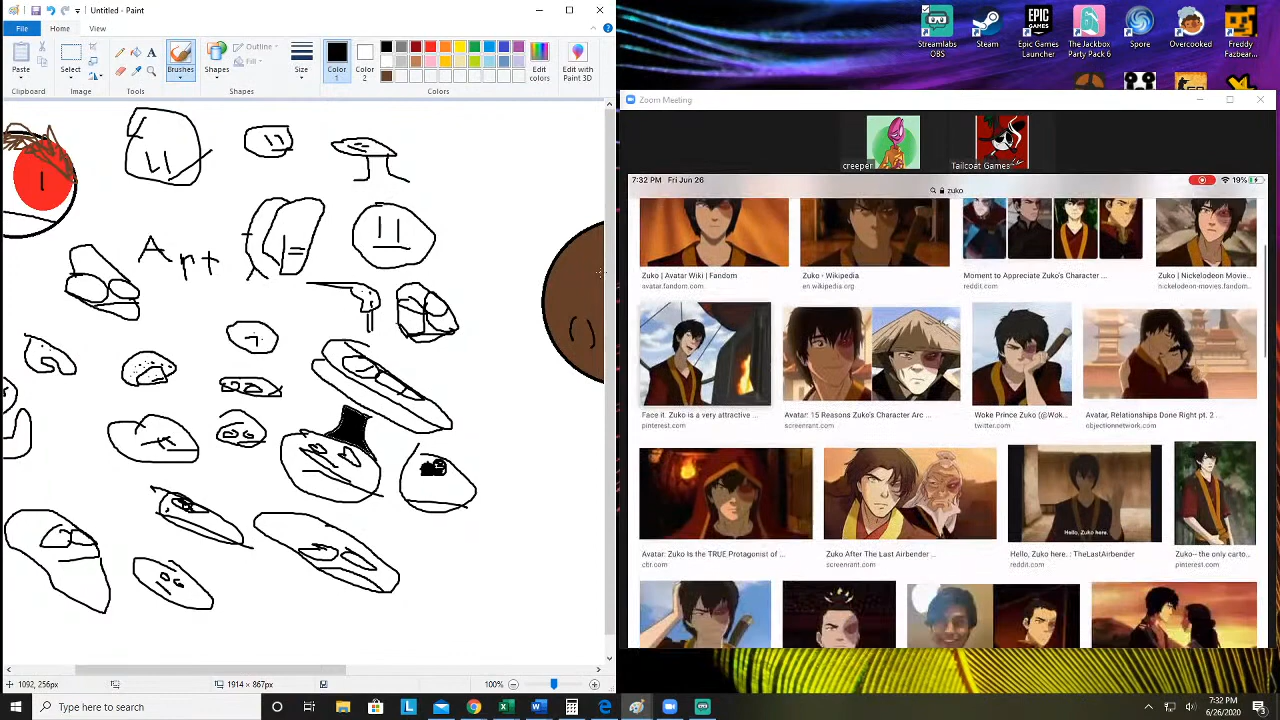 Untitled - Paint
File Home View
Paste
Select
Brushes
Shapes
Outline
Fill
Size
Color 1
Color 2
Edit colors
Edit with Paint 3D
Clipboard
Image
Tools
Shapes
Colors
Art
1092, 256px
1914 × 867px
100%
Streamlabs OBS
Steam
Epic Games Launcher
The Jackbox Party Pack 6
Spore
Overcooked
Freddy Fazbear...
Zoom Meeting
creeper
Tailcoat Games
7:32 PM Fri Jun 26
19%
zuko
Zuko | Avatar Wiki | Fandom
avatar.fandom.com
Zuko - Wikipedia
en.wikipedia.org
Moment to Appreciate Zuko's Character ...
reddit.com
Zuko | Nickelodeon Movie...
nickelodeon-movies.fandom...
Face it. Zuko is a very attractive ...
pinterest.com
Avatar: 15 Reasons Zuko's Character Arc ...
screenrant.com
Woke Prince Zuko (@Wok...
twitter.com
Avatar, Relationships Done Right pt. 2 .
objectionnetwork.com
Hello, Zuko here.
Avatar: Zuko Is the TRUE Protagonist of ...
cbr.com
Zuko After The Last Airbender ...
screenrant.com
Hello, Zuko here. : TheLastAirbender
reddit.com
Zuko-- the only carto...
pinterest.com
Type here to search
7:32 PM
6/26/2020